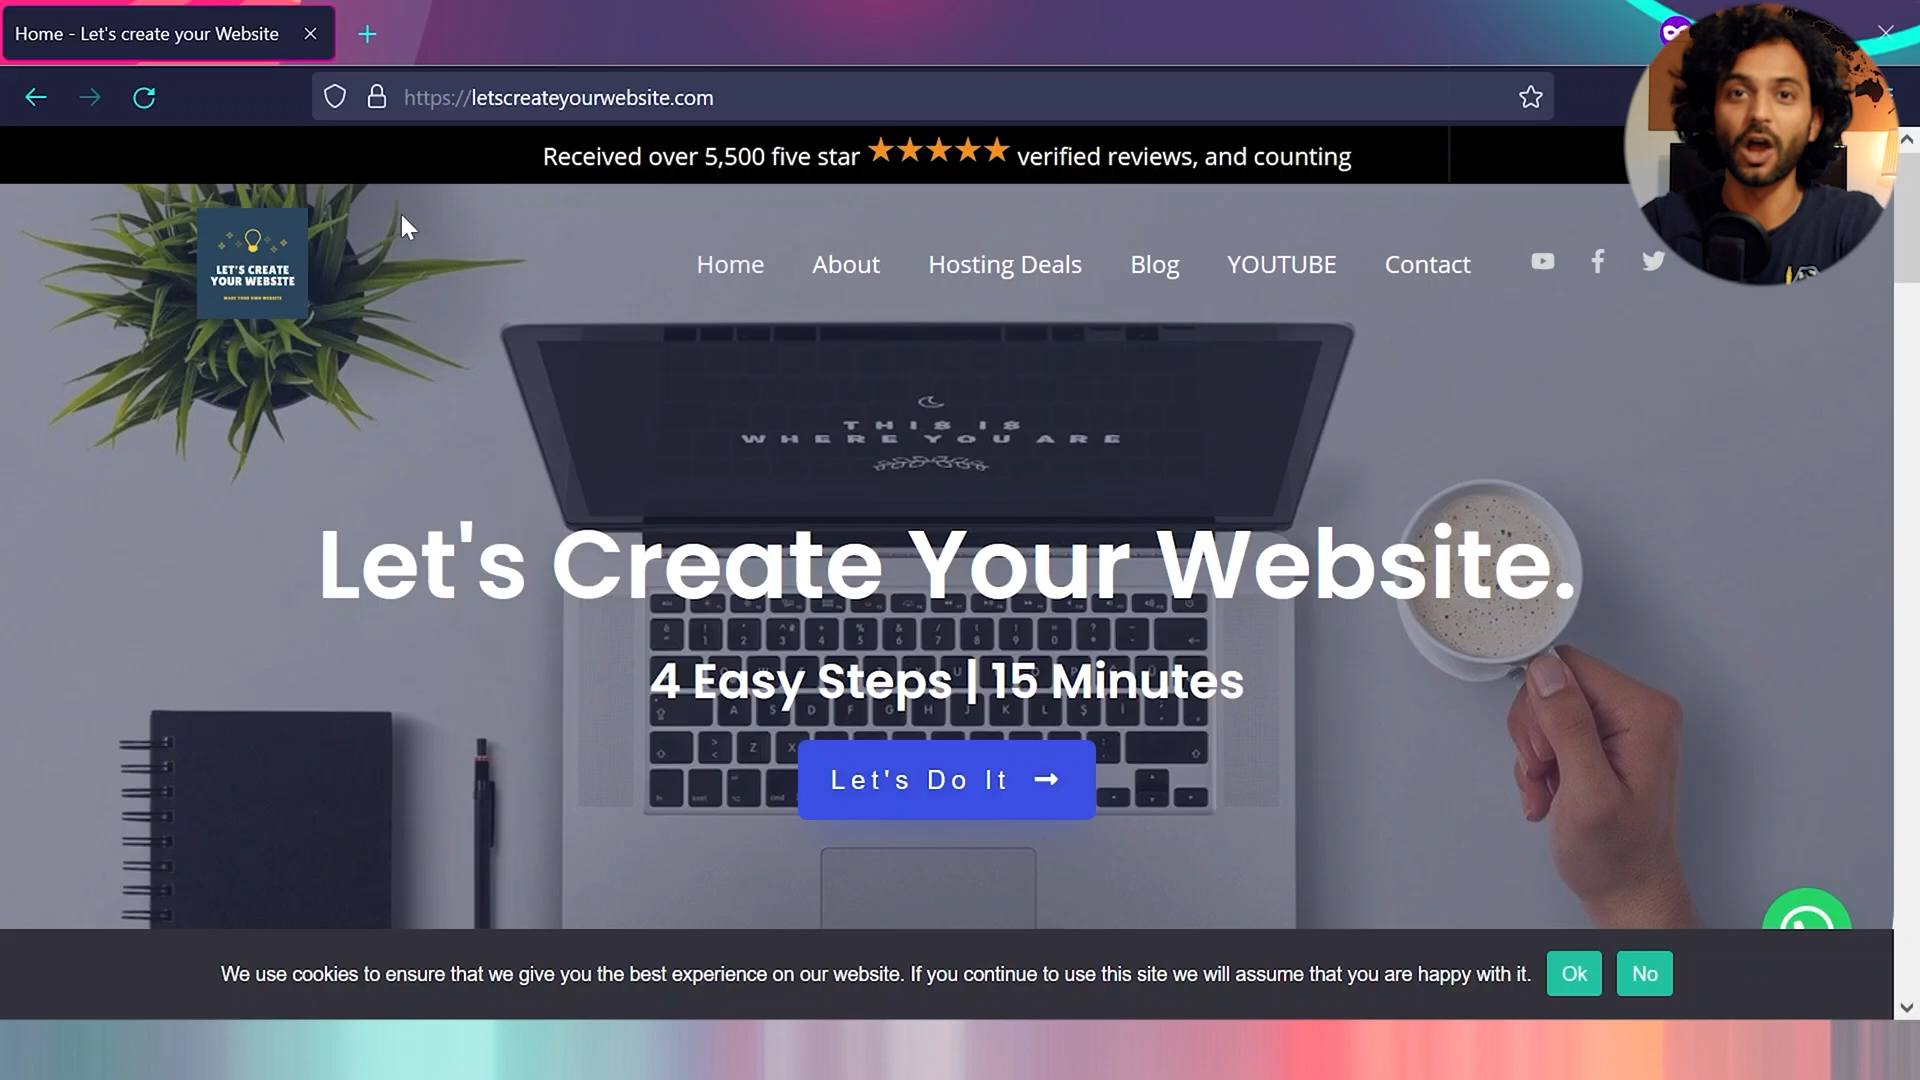 Home - Let's create your Website
https://letscreateyourwebsite.com
Received over 5,500 five star ★★★★★ verified reviews, and counting
LET'S CREATE
YOUR WEBSITE
MAKE YOUR OWN WEBSITE
Home
About
Hosting Deals
Blog
YOUTUBE
Contact
THIS IS
WHERE YOU ARE
Let's Create Your Website.
4 Easy Steps | 15 Minutes
Let's Do It →
We use cookies to ensure that we give you the best experience on our website. If you continue to use this site we will assume that you are happy with it.
Ok
No